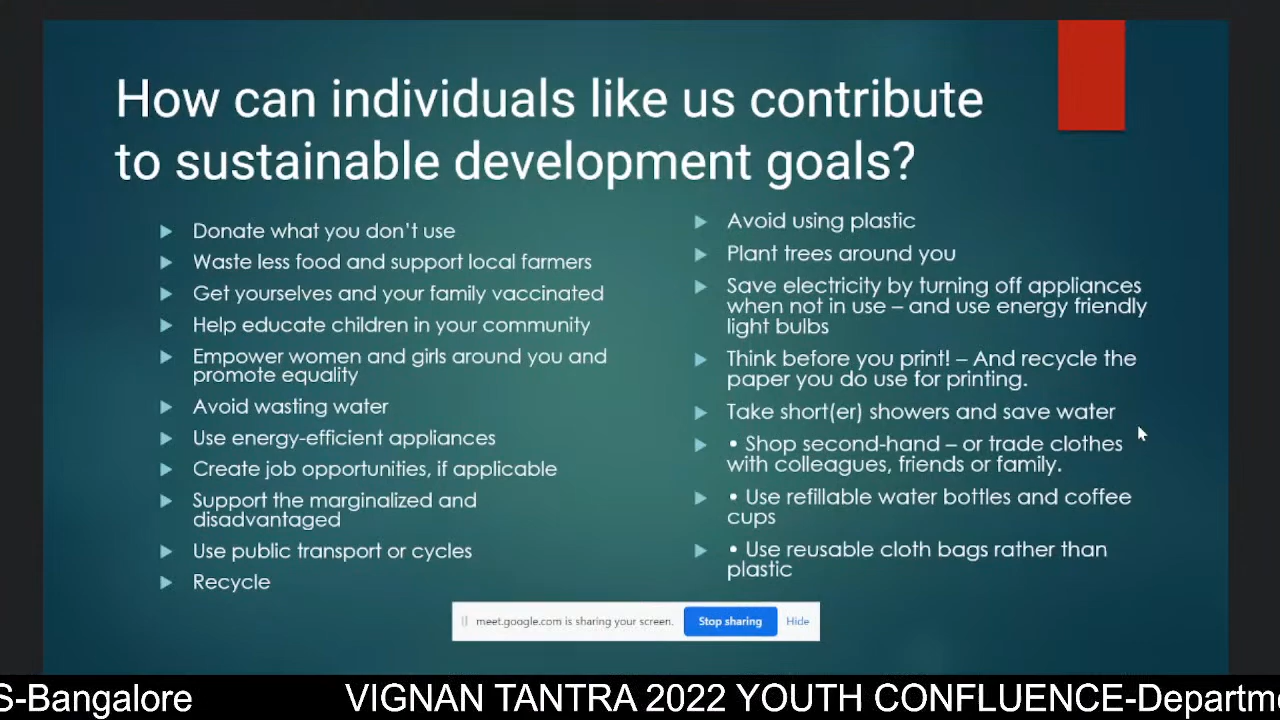 How can individuals like us contribute
to sustainable development goals?
Donate what you don't use
Waste less food and support local farmers
Get yourselves and your family vaccinated
Help educate children in your community
Empower women and girls around you and
promote equality
Avoid wasting water
Use energy-efficient appliances
Create job opportunities, if applicable
Support the marginalized and
disadvantaged
Use public transport or cycles
Recycle
Avoid using plastic
Plant trees around you
Save electricity by turning off appliances
when not in use – and use energy friendly
light bulbs
Think before you print! – And recycle the
paper you do use for printing.
Take short(er) showers and save water
• Shop second-hand – or trade clothes
with colleagues, friends or family.
• Use refillable water bottles and coffee
cups
• Use reusable cloth bags rather than
plastic
meet.google.com is sharing your screen. Stop sharing Hide
S-Bangalore VIGNAN TANTRA 2022 YOUTH CONFLUENCE-Departme